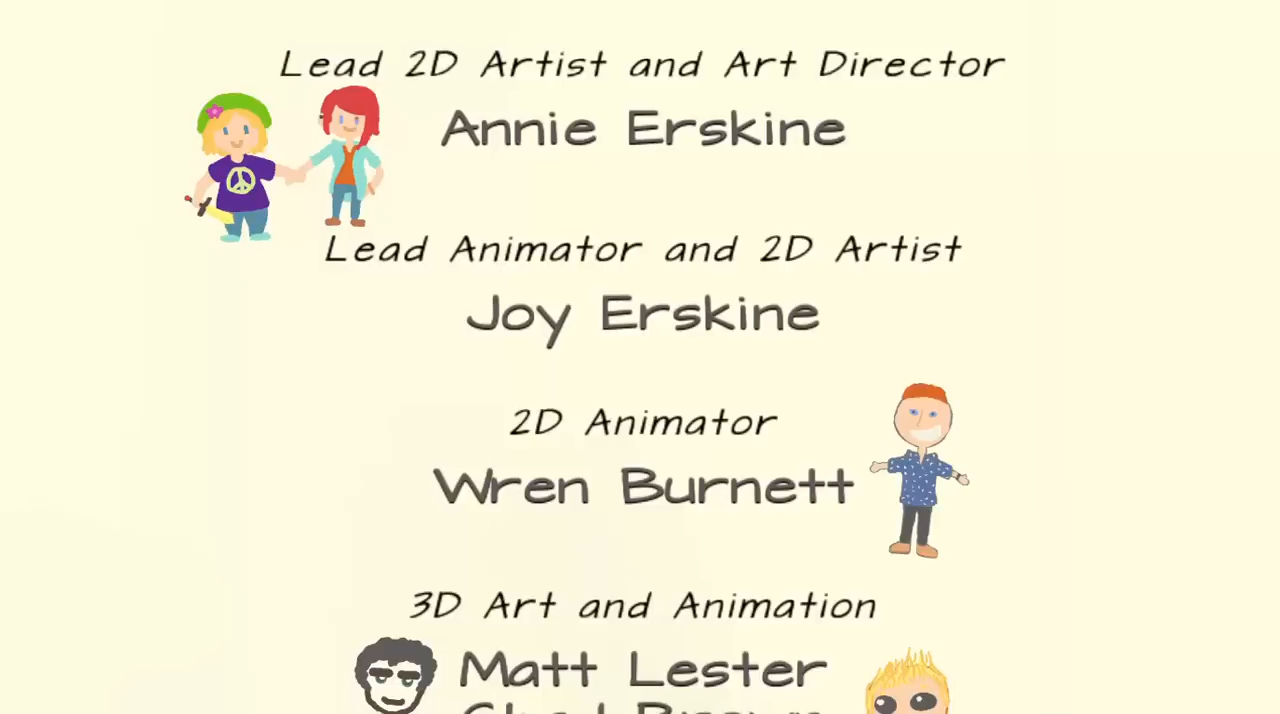 Lead 2D Artist and Art Director
Annie Erskine
Lead Animator and 2D Artist
Joy Erskine
2D Animator
Wren Burnett
3D Art and Animation
Matt Lester